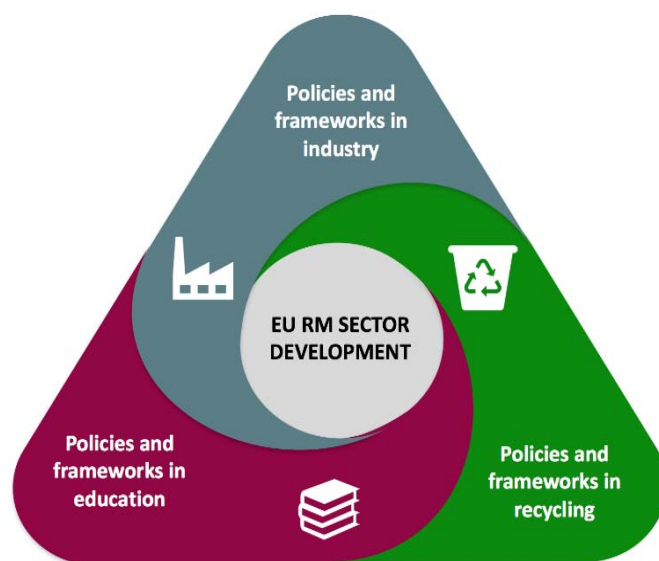 Policies and
frameworks in
industry
EU RM SECTOR
DEVELOPMENT
Policies and
frameworks in
education
Policies and
frameworks in
recycling